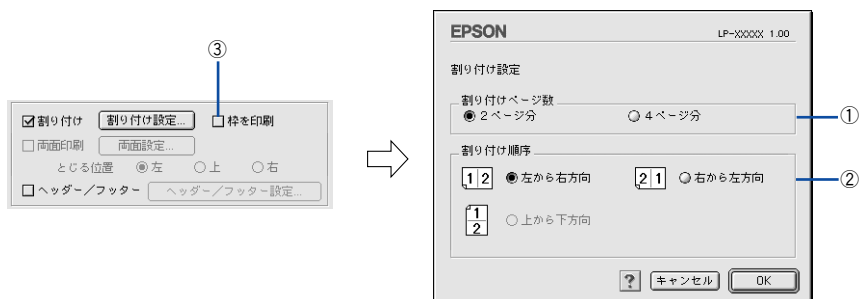 ③
割り付け 割り付け設定... 枠を印刷
両面印刷 両面設定...
とじる位置 左 上 右
ヘッダー/フッター ヘッダー/フッター設定...
EPSON LP-XXXXX 1.00
割り付け設定
割り付けページ数
2ページ分 4ページ分
①
割り付け順序
1 2 左から右方向 2 1 右から左方向
②
1
2 上から下方向
? キャンセル OK